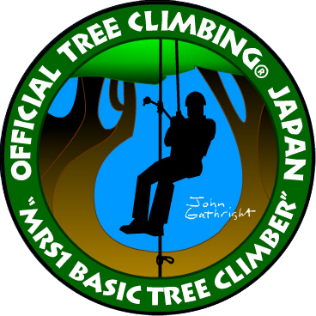 OFFICIAL TREE CLIMBING® JAPAN
"MRS1 BASIC TREE CLIMBER"
John
Gathright